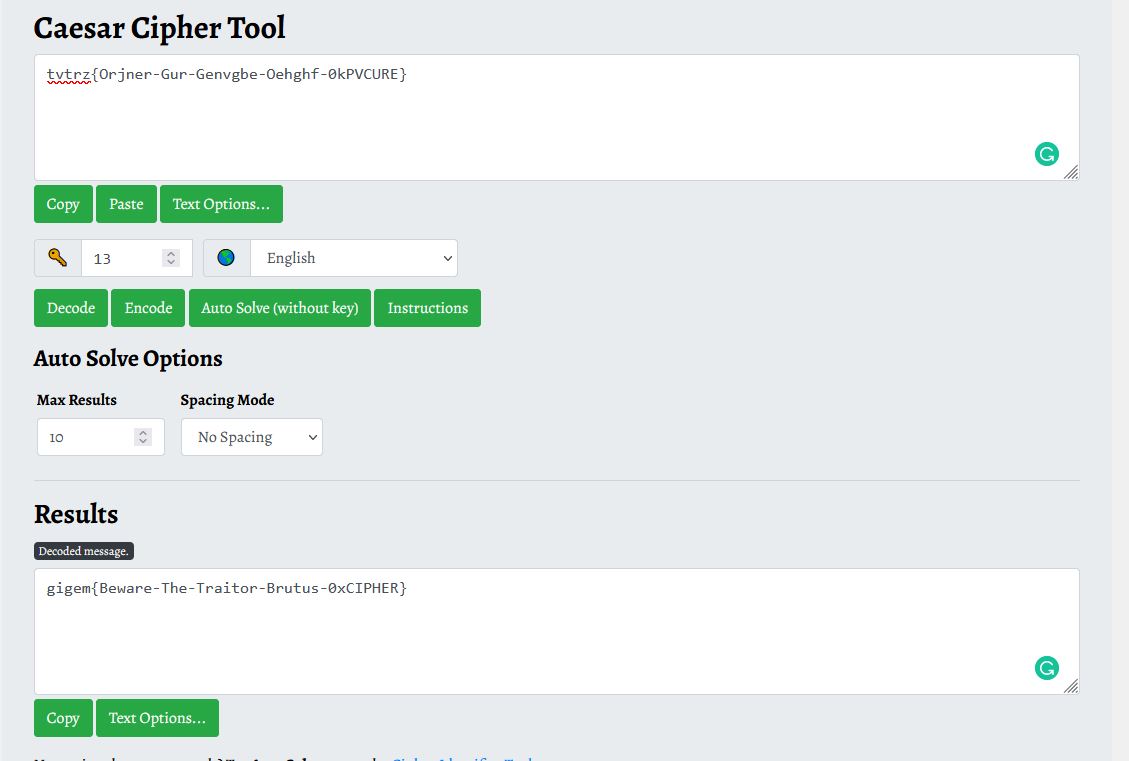 Caesar Cipher Tool
tvtrz{Orjner-Gur-Genvgbe-Oehghf-0kPVCURE}
Copy Paste Text Options...
13 English
Decode Encode Auto Solve (without key) Instructions
Auto Solve Options
Max Results Spacing Mode
10 No Spacing
Results
Decoded message.
gigem{Beware-The-Traitor-Brutus-0xCIPHER}
Copy Text Options...